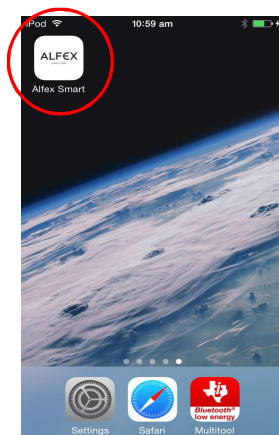 iPod 10:59 am
ALFEX
Alfex Smart
Bluetooth®
low energy
Settings Safari Multitool